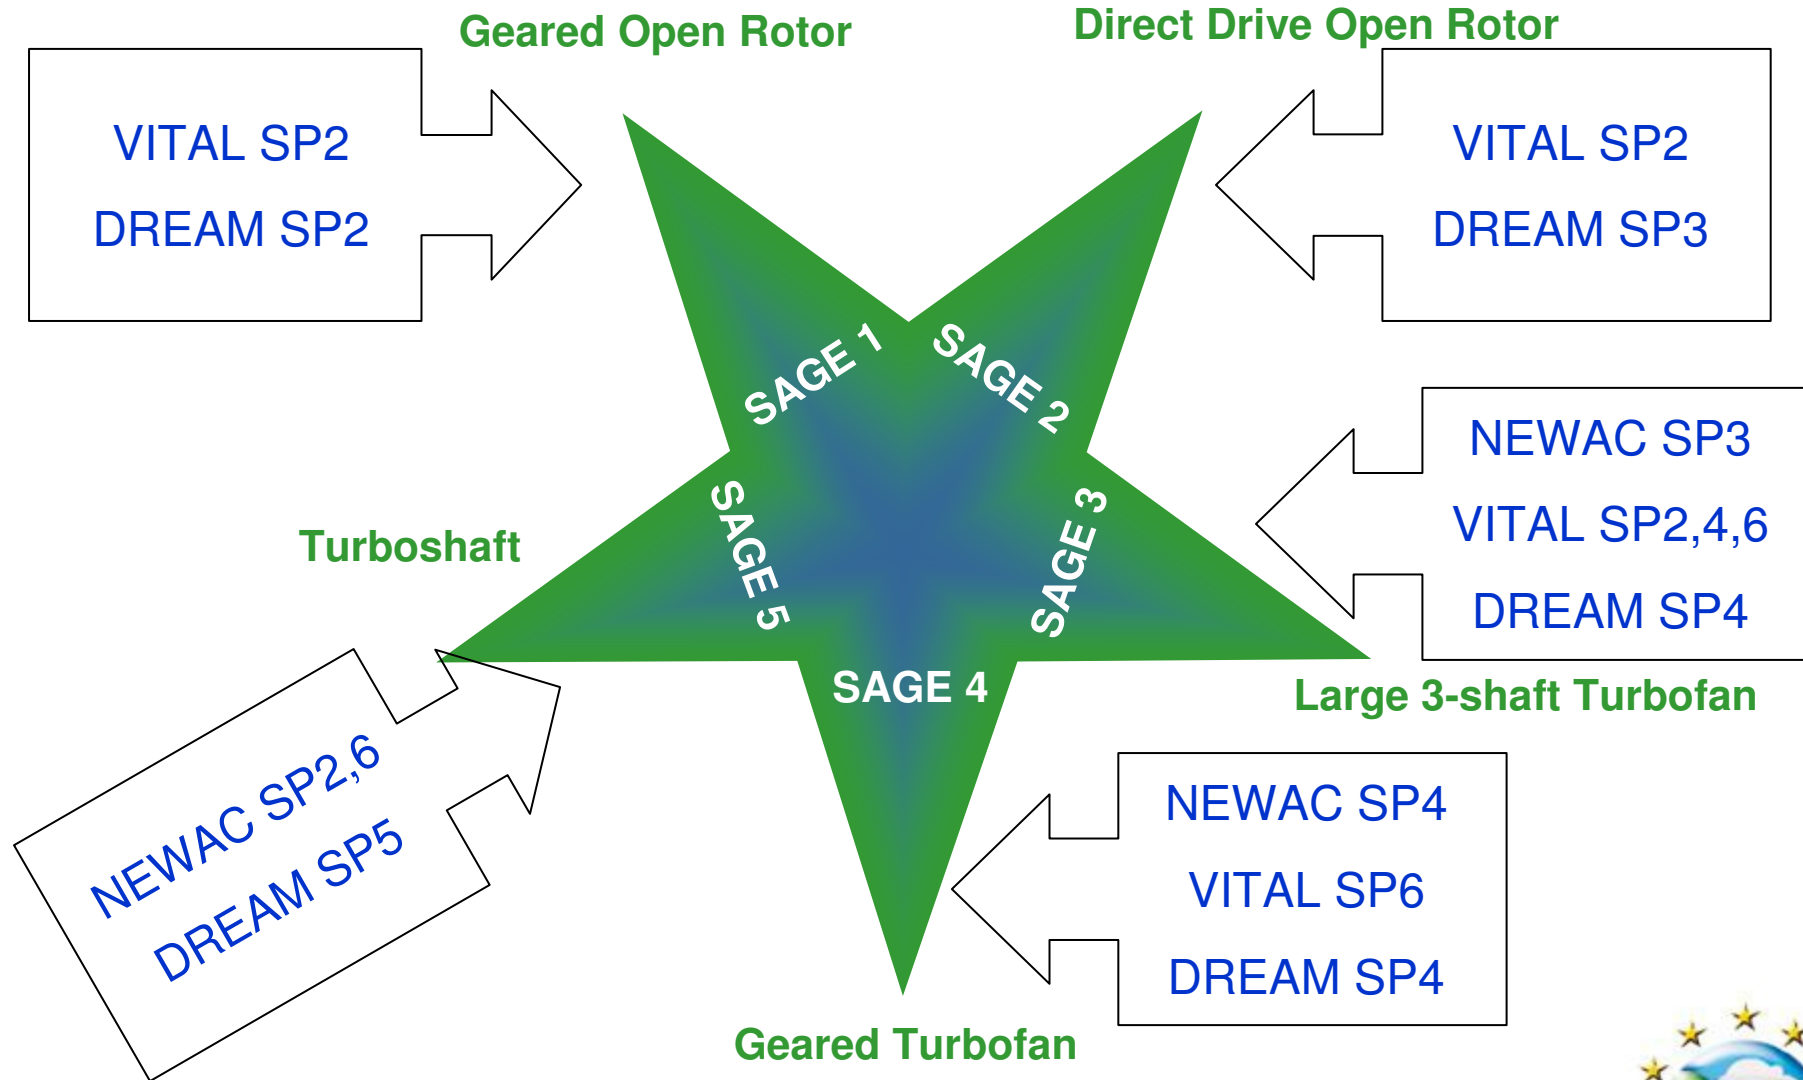 Geared Open Rotor
Direct Drive Open Rotor
VITAL SP2
DREAM SP2
VITAL SP2
DREAM SP3
SAGE 1
SAGE 2
NEWAC SP3
VITAL SP2,4,6
DREAM SP4
SAGE 5
SAGE 3
Turboshaft
SAGE 4
Large 3-shaft Turbofan
NEWAC SP2,6
DREAM SP5
NEWAC SP4
VITAL SP6
DREAM SP4
Geared Turbofan